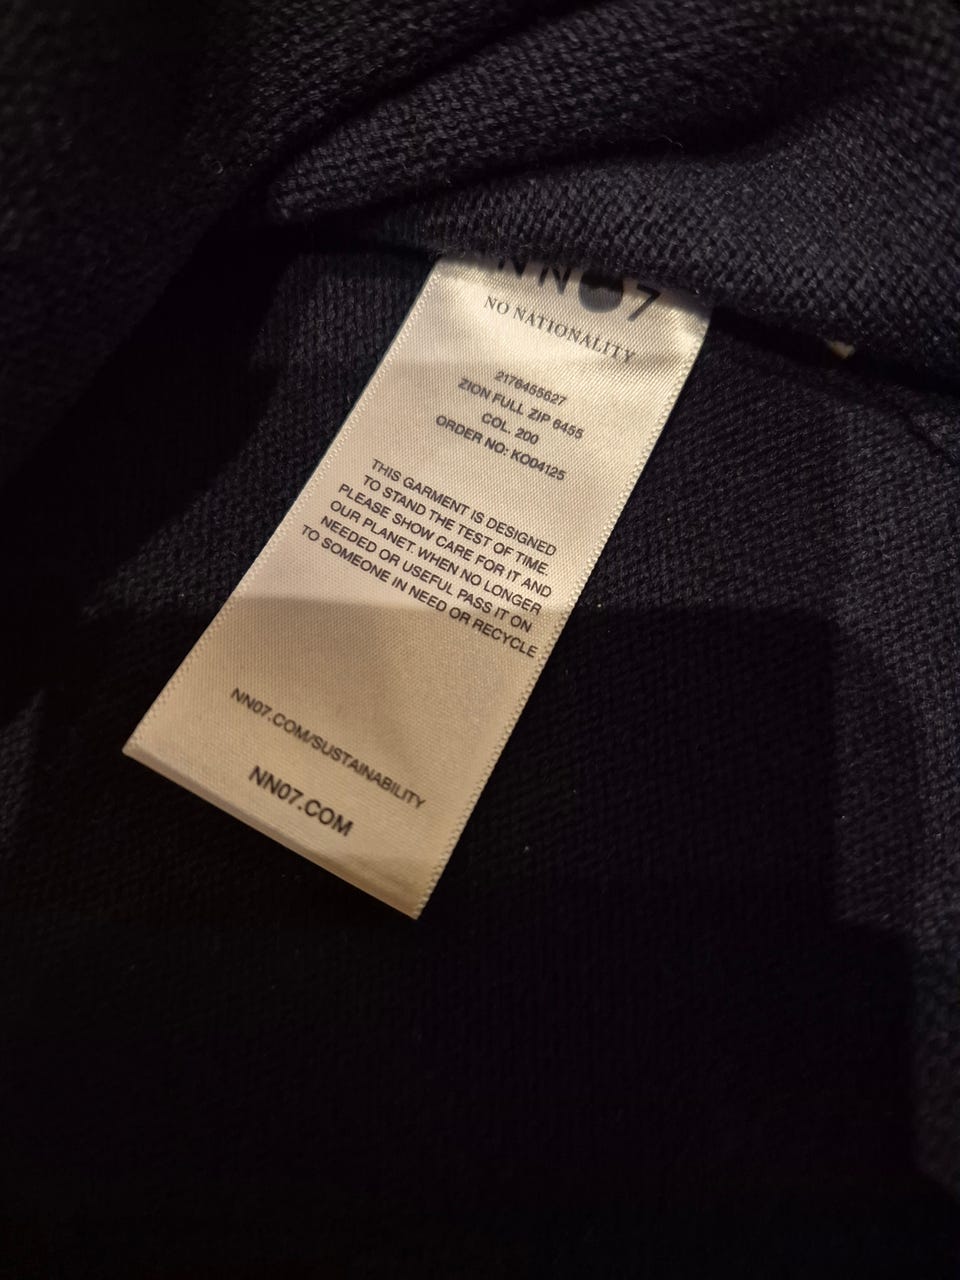 NN07
NO NATIONALITY
2176455627
ZION FULL ZIP 6455
COL. 200
ORDER NO: KO04125
THIS GARMENT IS DESIGNED
TO STAND THE TEST OF TIME.
PLEASE SHOW CARE FOR IT AND
OUR PLANET. WHEN NO LONGER
NEEDED OR USEFUL PASS IT ON
TO SOMEONE IN NEED OR RECYCLE
NN07.COM/SUSTAINABILITY
NN07.COM